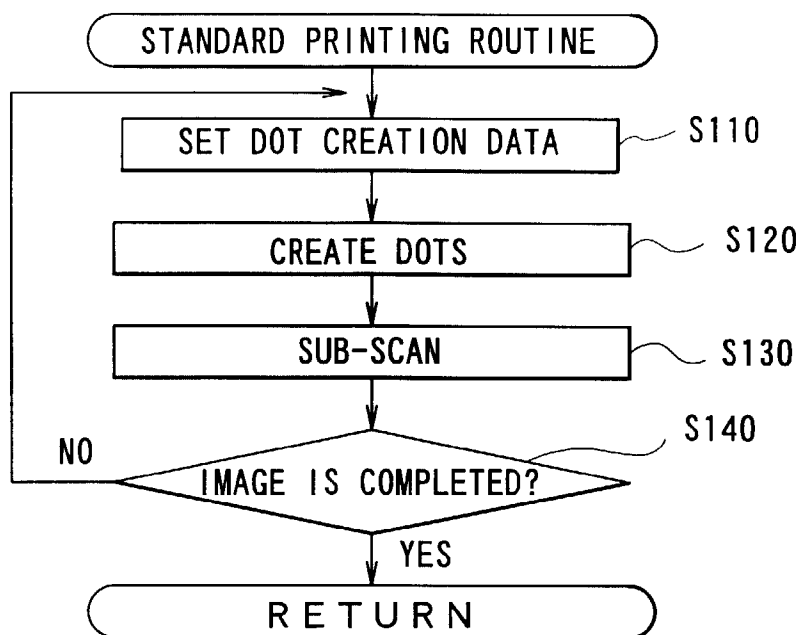 STANDARD PRINTING ROUTINE
SET DOT CREATION DATA
S110
CREATE DOTS
S120
SUB-SCAN
S130
S140
NO
IMAGE IS COMPLETED?
YES
RETURN